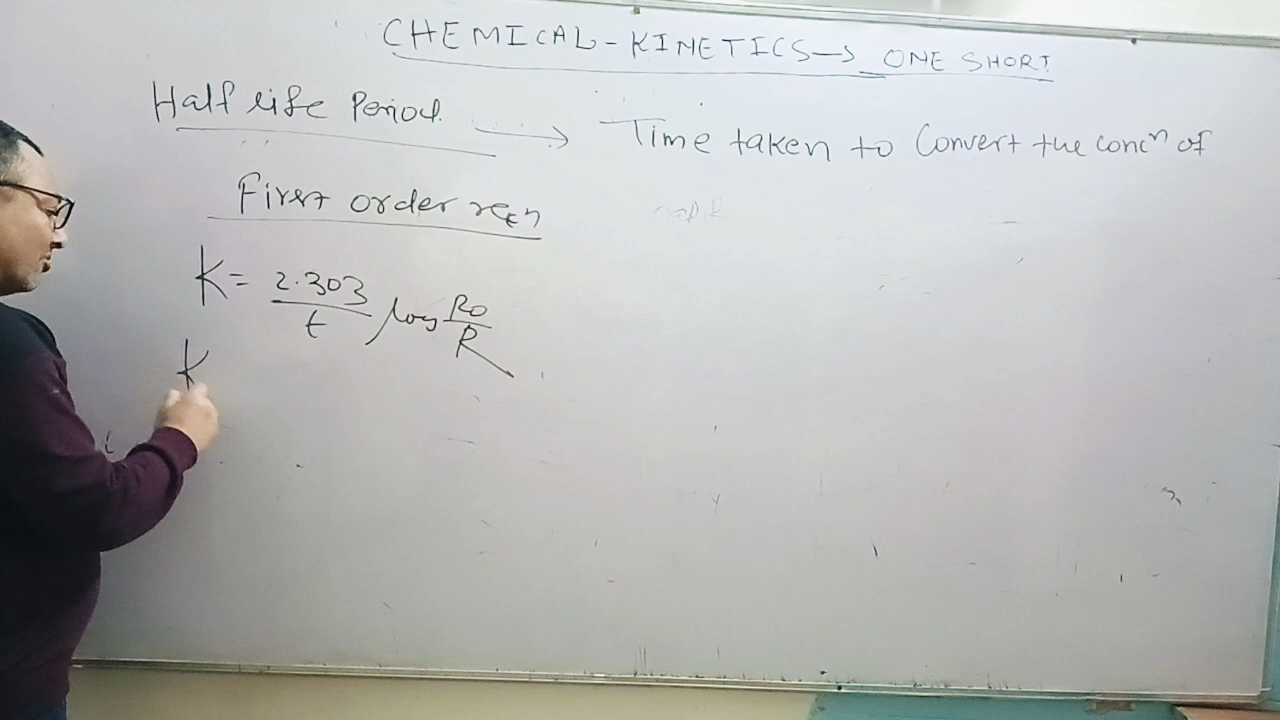 CHEMICAL-KINETICS→ ONE SHORT
Half life Period. → Time taken to Convert the concⁿ of
First order rexn
K = 2.303/t log R0/R
K